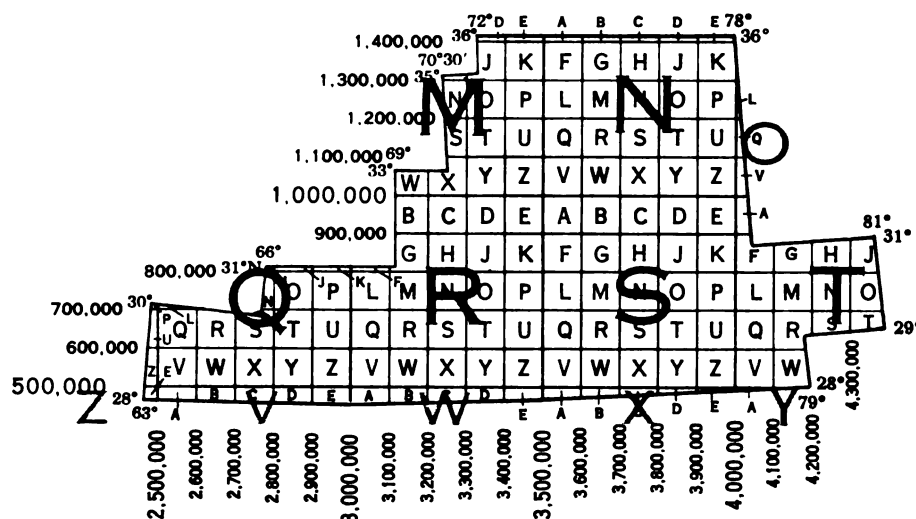 72° D E A B C D E 78°
36° 36°
1,400,000 J K F G H J K
70°30'
1,300,000 35° N O P L M N O P L
M N
1,200,000 S T U Q R S T U Q
1,100,000 69°
33° W X Y Z V W X Y Z V
1,000,000
B C D E A B C D E A
900,000 81°
G H J K F G H J K F G H J 31°
66°
800,000 31° N J K F
N O P L M N O P L M N O P L M N O
Q R S T
30°
700,000 P L
U Q R S T U Q R S T U Q R S T U Q R S T 29°
600,000
Z E V W X Y Z V W X Y Z V W X Y Z V W
500,000 28° 28°
Z 63° A B C D E A B C D E A B C D E A 79°
V W X Y
2,500,000 2,600,000 2,700,000 2,800,000 2,900,000 3,000,000 3,100,000 3,200,000 3,300,000 3,400,000 3,500,000 3,600,000 3,700,000 3,800,000 3,900,000 4,000,000 4,100,000 4,200,000 4,300,000